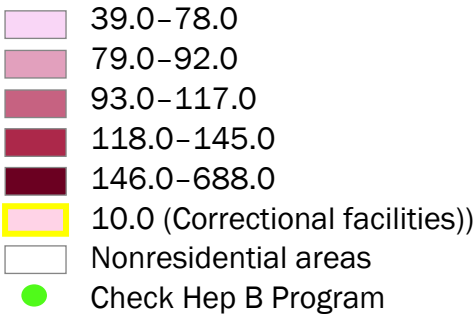 39.0–78.0
79.0–92.0
93.0–117.0
118.0–145.0
146.0–688.0
10.0 (Correctional facilities))
Nonresidential areas
Check Hep B Program